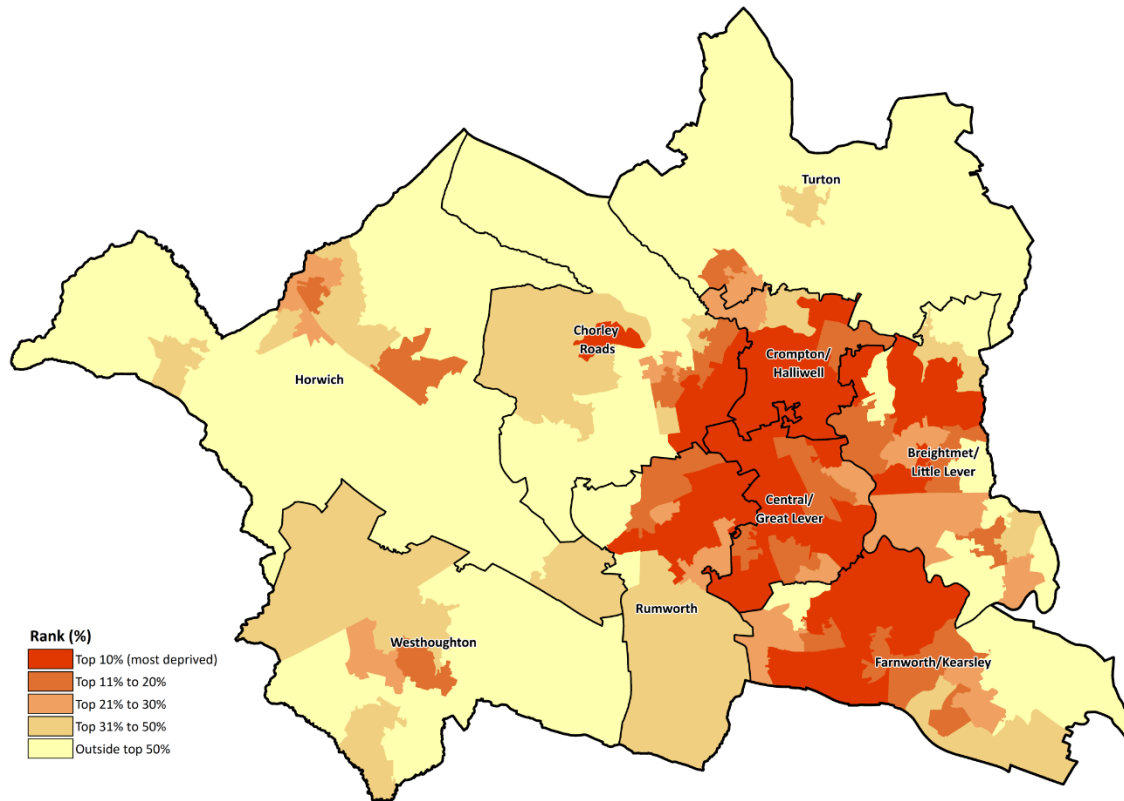 Turton
Chorley
Roads
Crompton/
Halliwell
Horwich
Breightmet/
Little Lever
Central/
Great Lever
Rumworth
Westhoughton
Farnworth/Kearsley
Rank (%)
Top 10% (most deprived)
Top 11% to 20%
Top 21% to 30%
Top 31% to 50%
Outside top 50%